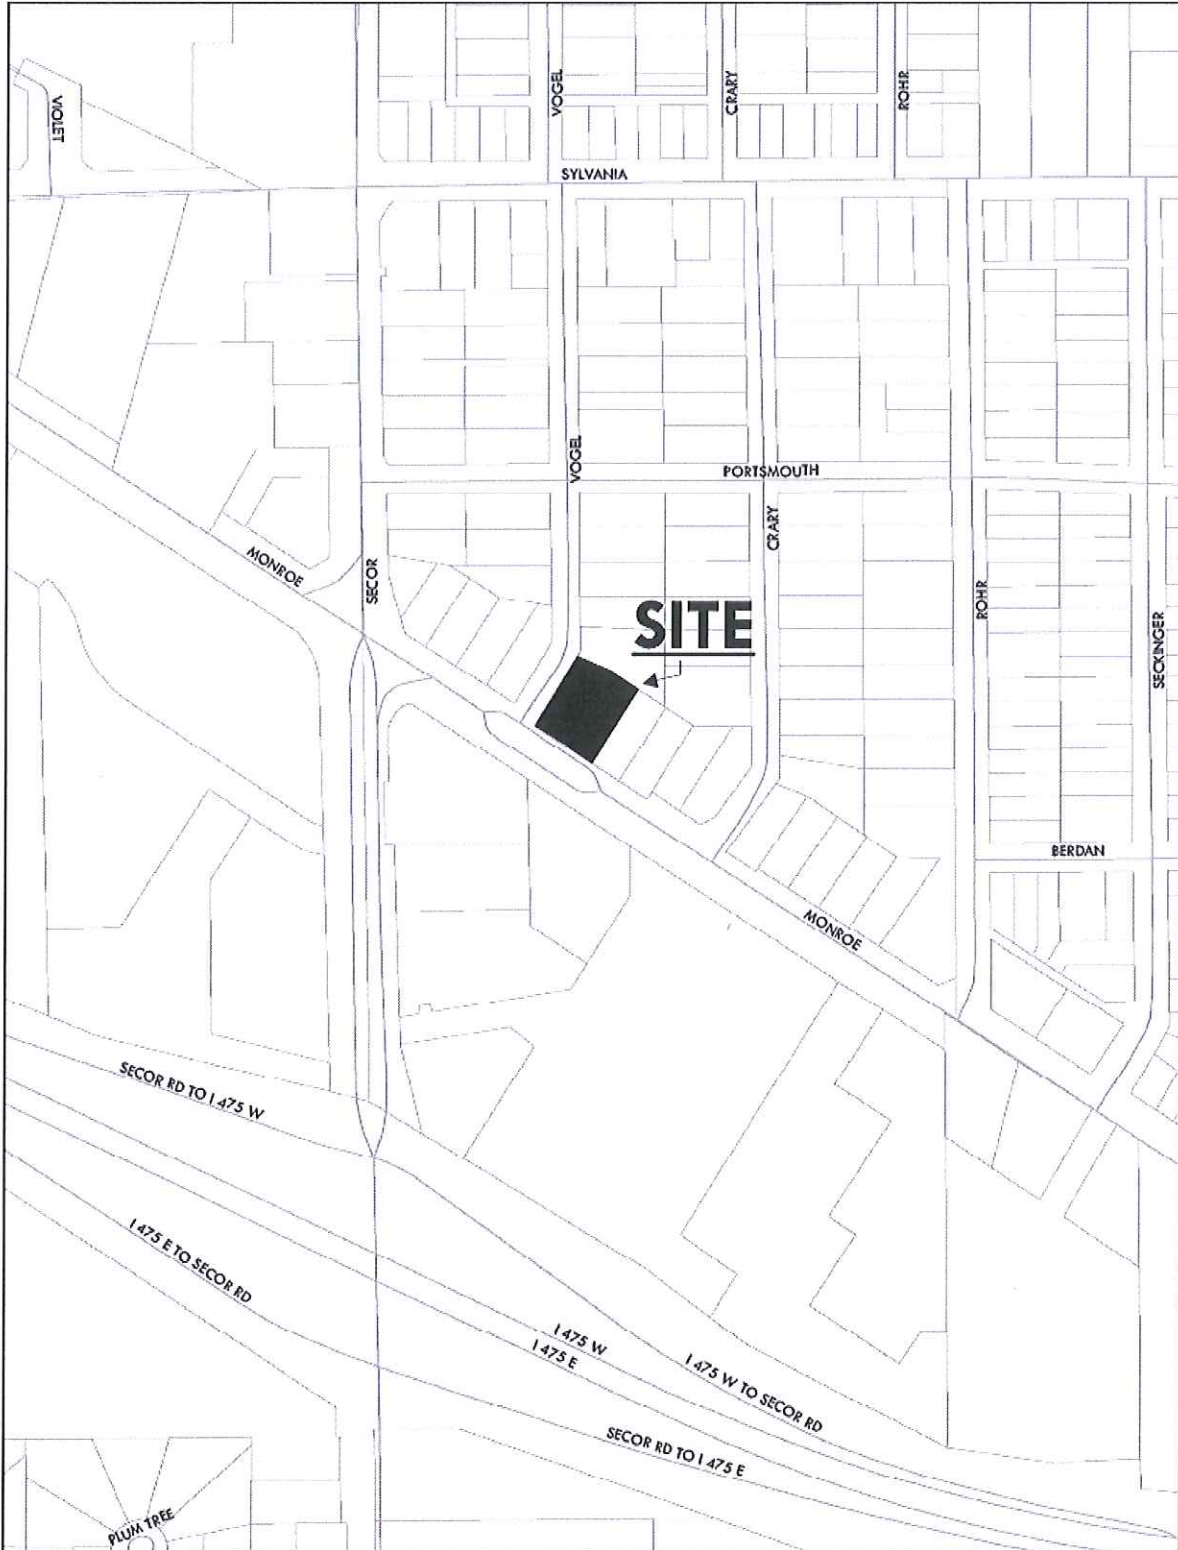 VIOLET
VOGEL
CRARY
ROHR
SYLVANIA
VOGEL
PORTSMOUTH
CRARY
MONROE
SECOR
SITE
ROHR
SECKINGER
BERDAN
MONROE
SECOR RD TO I 475 W
I 475 E TO SECOR RD
I 475 W
I 475 E
I 475 W TO SECOR RD
SECOR RD TO I 475 E
PLUM TREE